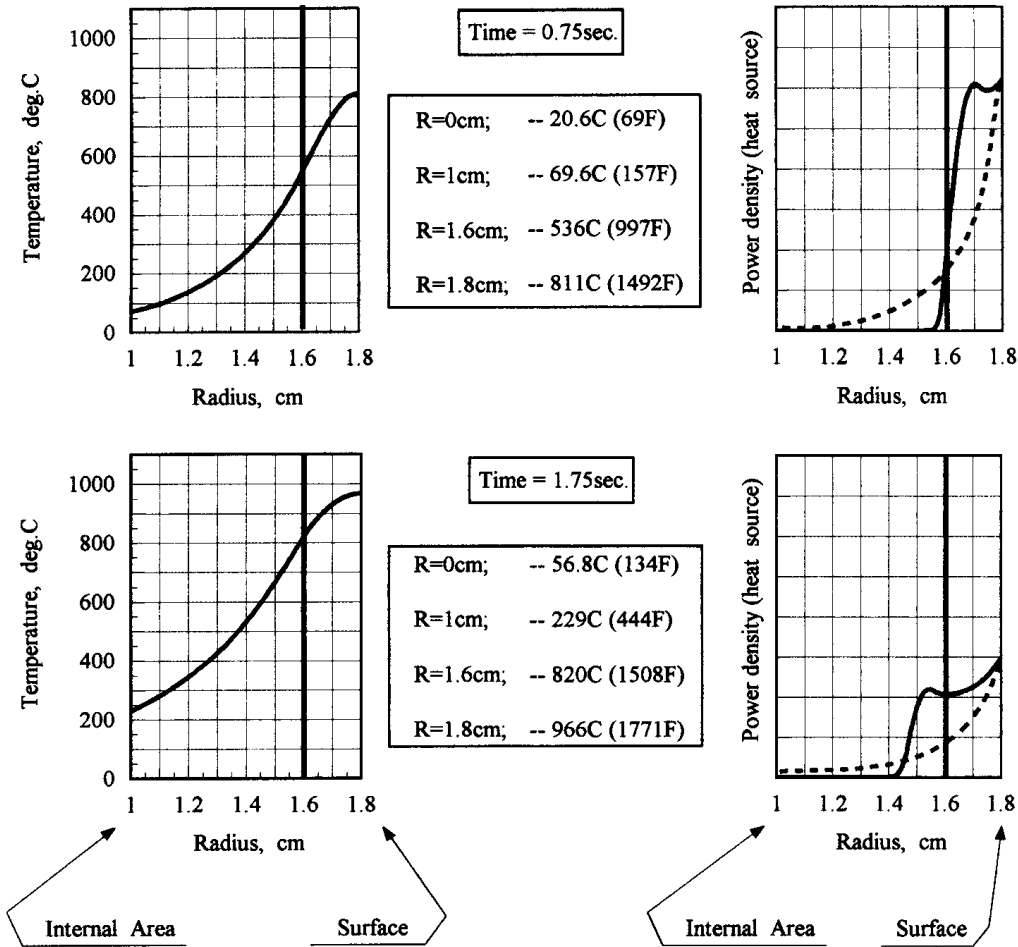 Time = 0.75sec.
Temperature, deg.C
1000
800
600
400
200
0
1 1.2 1.4 1.6 1.8
Radius, cm
R=0cm; -- 20.6C (69F)
R=1cm; -- 69.6C (157F)
R=1.6cm; -- 536C (997F)
R=1.8cm; -- 811C (1492F)
Power density (heat source)
1 1.2 1.4 1.6 1.8
Radius, cm
Time = 1.75sec.
Temperature, deg.C
1000
800
600
400
200
0
1 1.2 1.4 1.6 1.8
Radius, cm
R=0cm; -- 56.8C (134F)
R=1cm; -- 229C (444F)
R=1.6cm; -- 820C (1508F)
R=1.8cm; -- 966C (1771F)
Power density (heat source)
1 1.2 1.4 1.6 1.8
Radius, cm
Internal Area Surface
Internal Area Surface